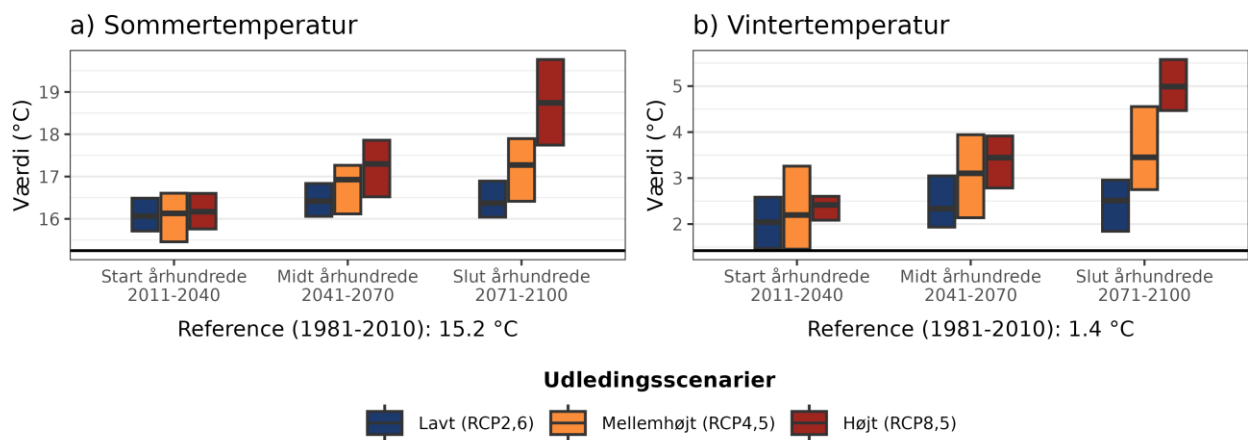 a) Sommertemperatur
Værdi (°C)
19
18
17
16
Start århundrede
2011-2040
Midt århundrede
2041-2070
Slut århundrede
2071-2100
Reference (1981-2010): 15.2 °C
b) Vintertemperatur
Værdi (°C)
5
4
3
2
Start århundrede
2011-2040
Midt århundrede
2041-2070
Slut århundrede
2071-2100
Reference (1981-2010): 1.4 °C
Udledingsscenarier
Lavt (RCP2,6)
Mellemhøjt (RCP4,5)
Højt (RCP8,5)